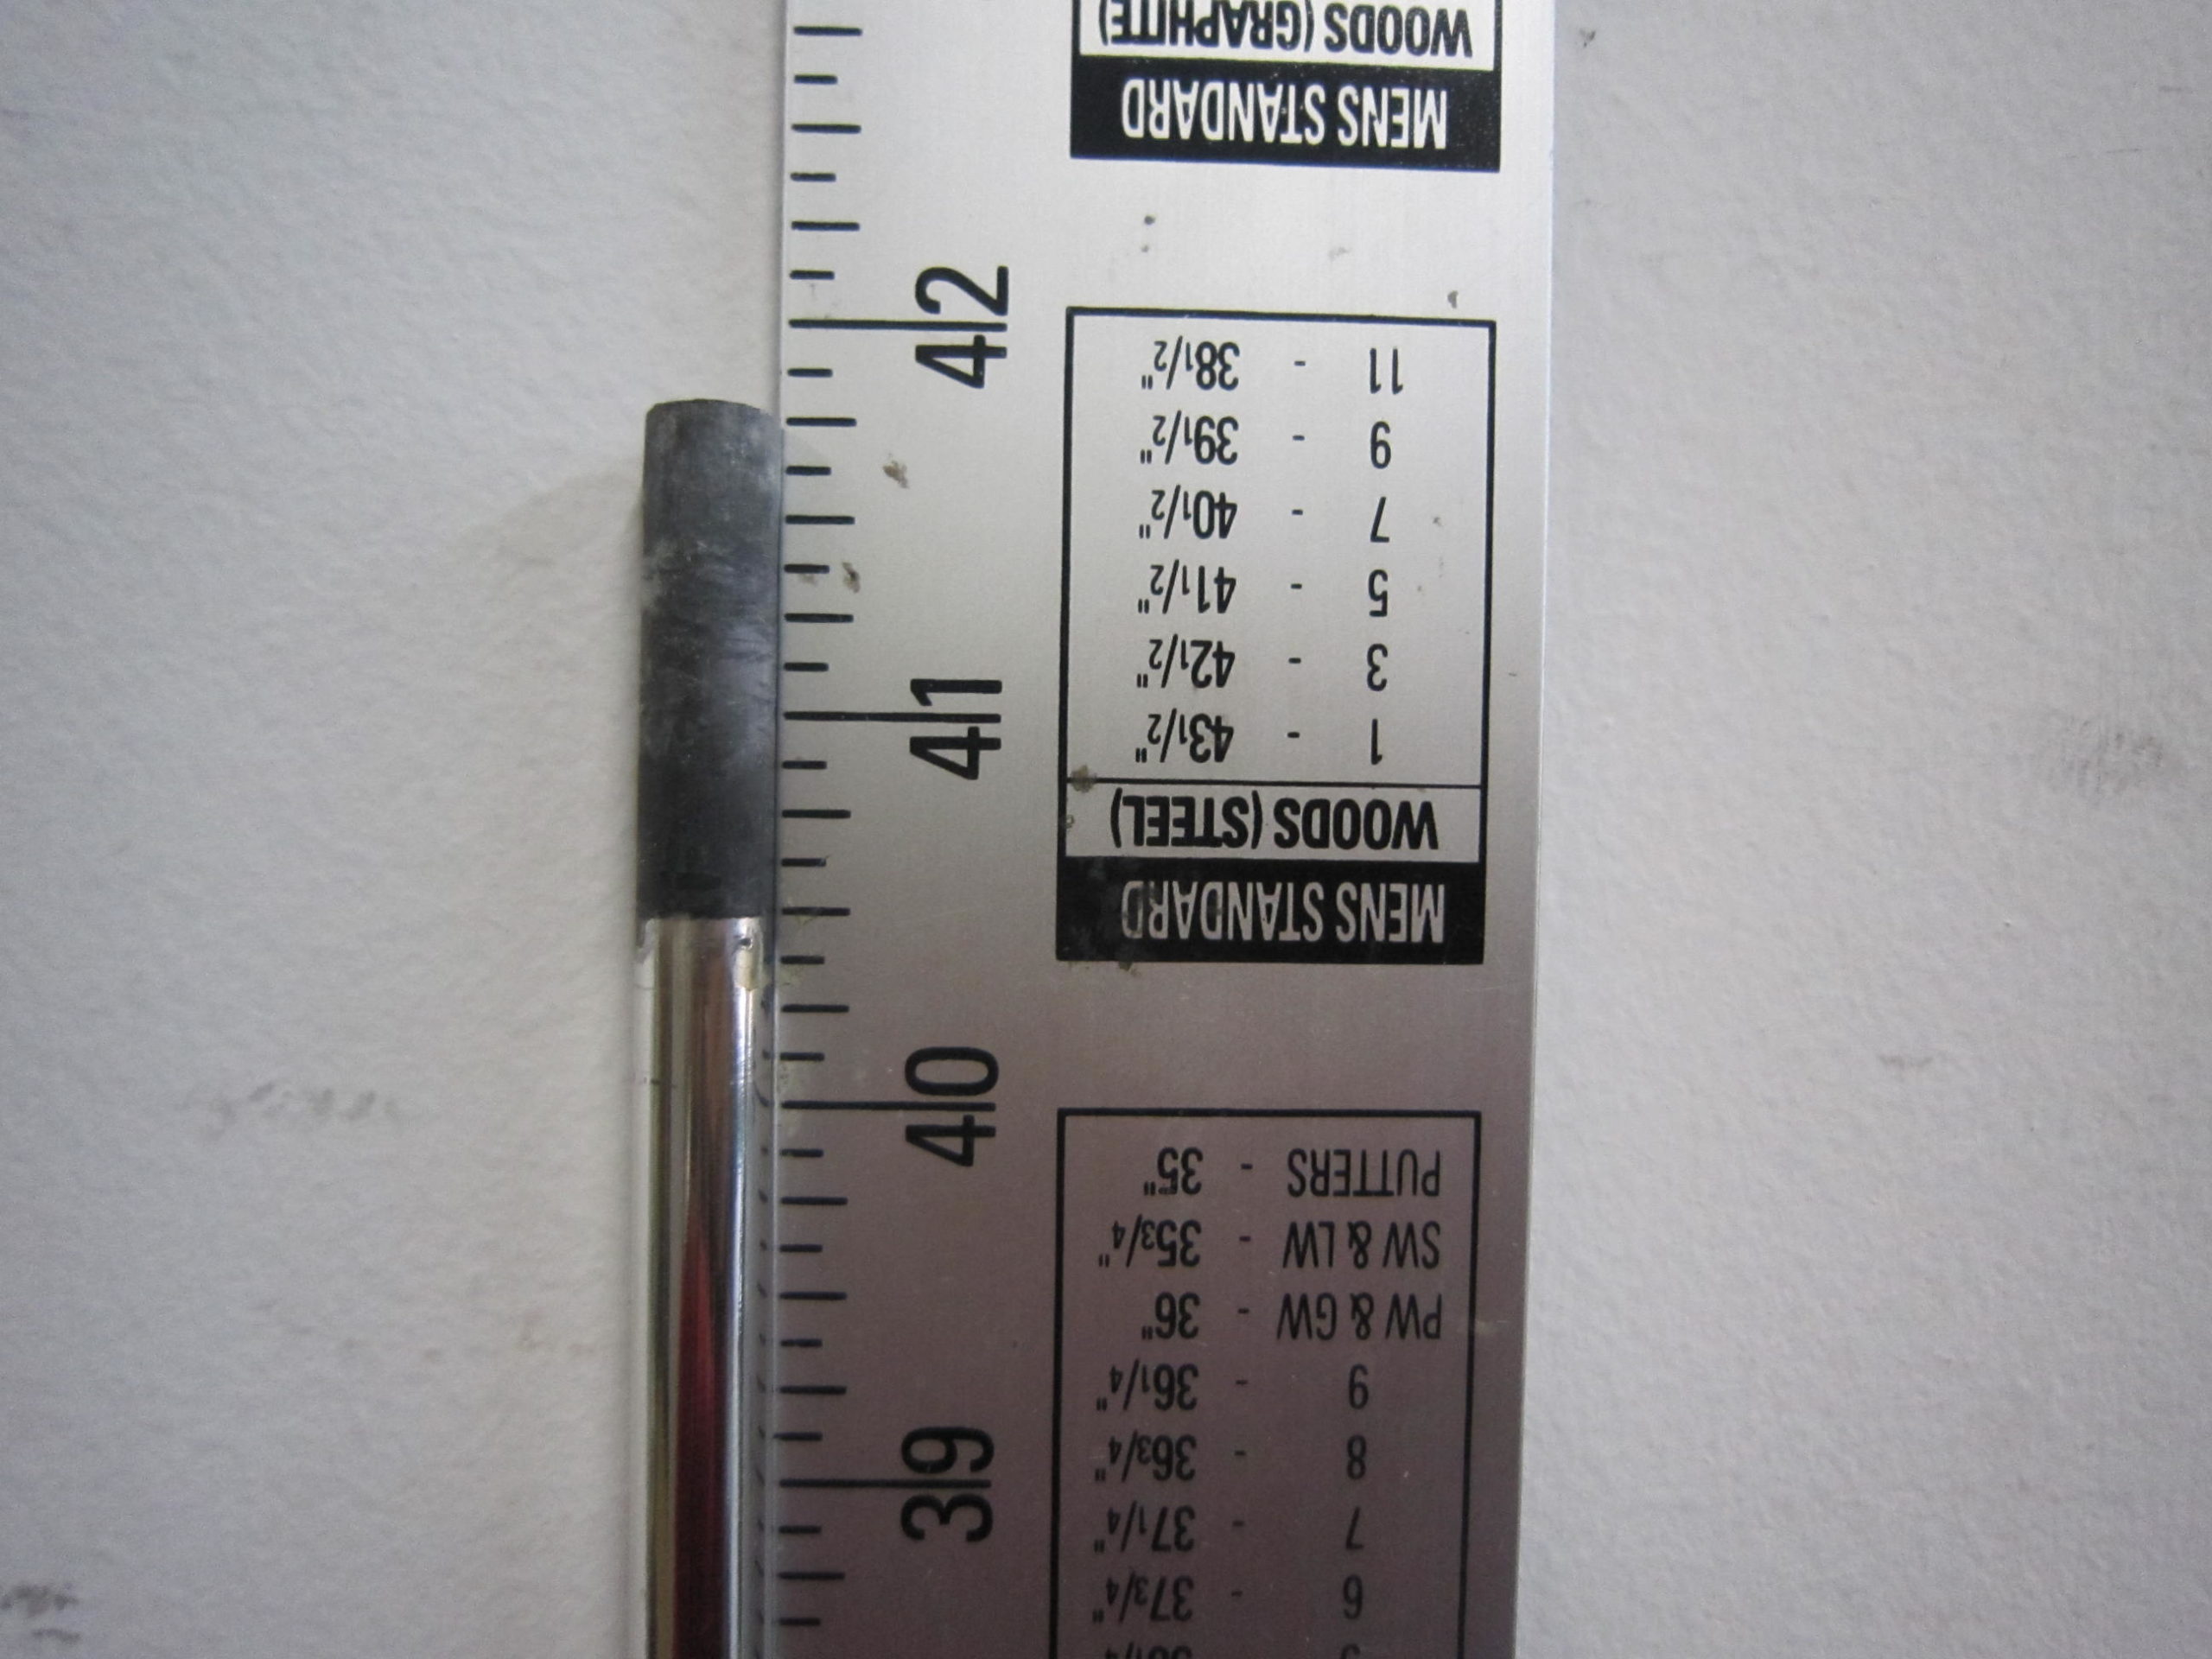 6 - 37 3/4"
7 - 37 1/4"
8 - 36 3/4"
9 - 36 1/4"
PW & GW - 36"
SW & LW - 35 3/4"
PUTTERS - 35"
MENS STANDARD
WOODS (STEEL)
1 - 43 1/2"
3 - 42 1/2"
5 - 41 1/2"
7 - 40 1/2"
9 - 39 1/2"
11 - 38 1/2"
MENS STANDARD
WOODS (GRAPHITE)
39
40
41
42